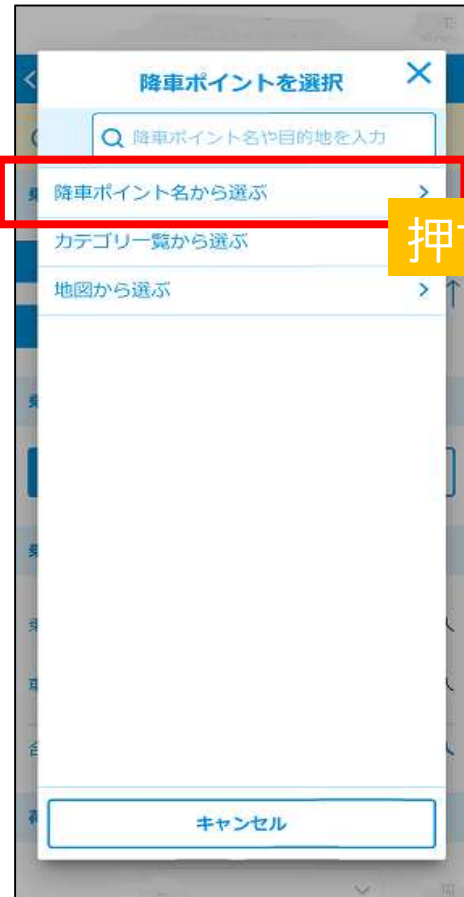 降車ポイントを選択
降車ポイント名や目的地を入力
降車ポイント名から選ぶ
押す
カテゴリ一覧から選ぶ
地図から選ぶ
キャンセル